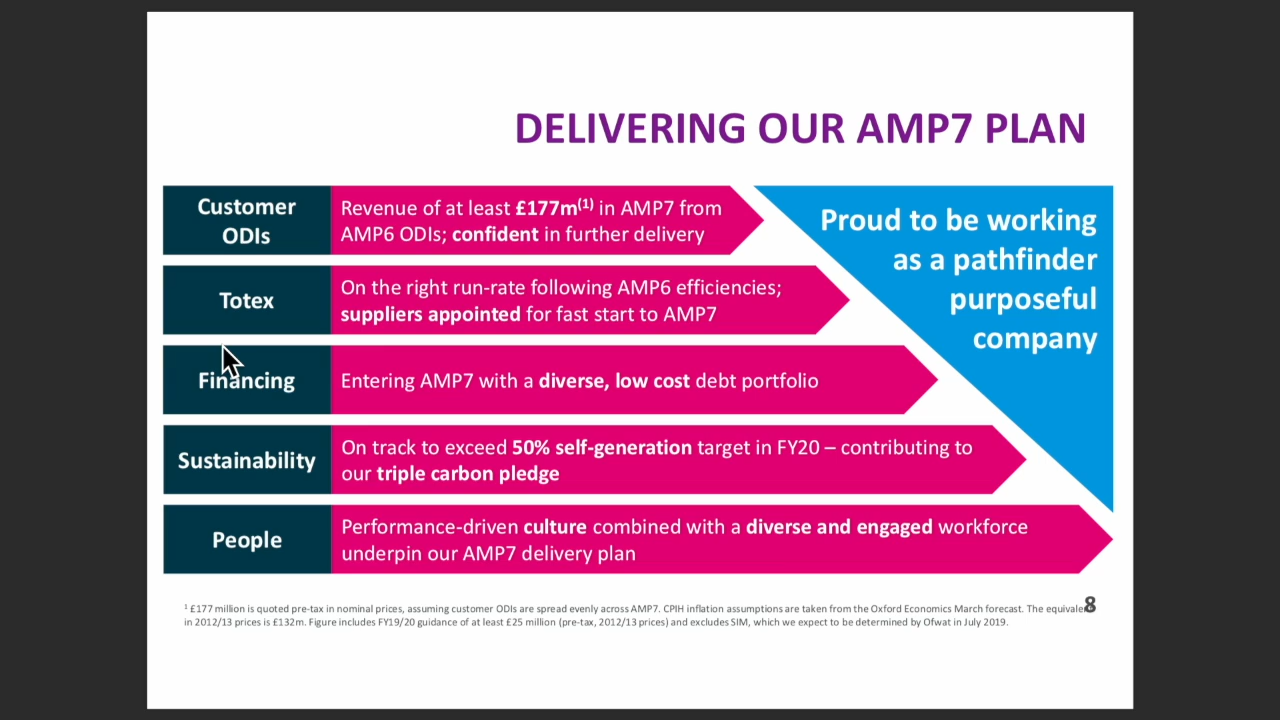 DELIVERING OUR AMP7 PLAN
Customer
ODIs
Revenue of at least £177m(1) in AMP7 from
AMP6 ODIs; confident in further delivery
Proud to be working
as a pathfinder
purposeful
company
Totex
On the right run-rate following AMP6 efficiencies;
suppliers appointed for fast start to AMP7
Financing
Entering AMP7 with a diverse, low cost debt portfolio
Sustainability
On track to exceed 50% self-generation target in FY20 – contributing to
our triple carbon pledge
People
Performance-driven culture combined with a diverse and engaged workforce
underpin our AMP7 delivery plan
1 £177 million is quoted pre-tax in nominal prices, assuming customer ODIs are spread evenly across AMP7. CPIH inflation assumptions are taken from the Oxford Economics March forecast. The
in 2012/13 prices is £132m. Figure includes FY19/20 guidance of at least £25 million (pre-tax, 2012/13 prices) and excludes SIM, which we expect to be determined by Ofwat in July 2019.
8